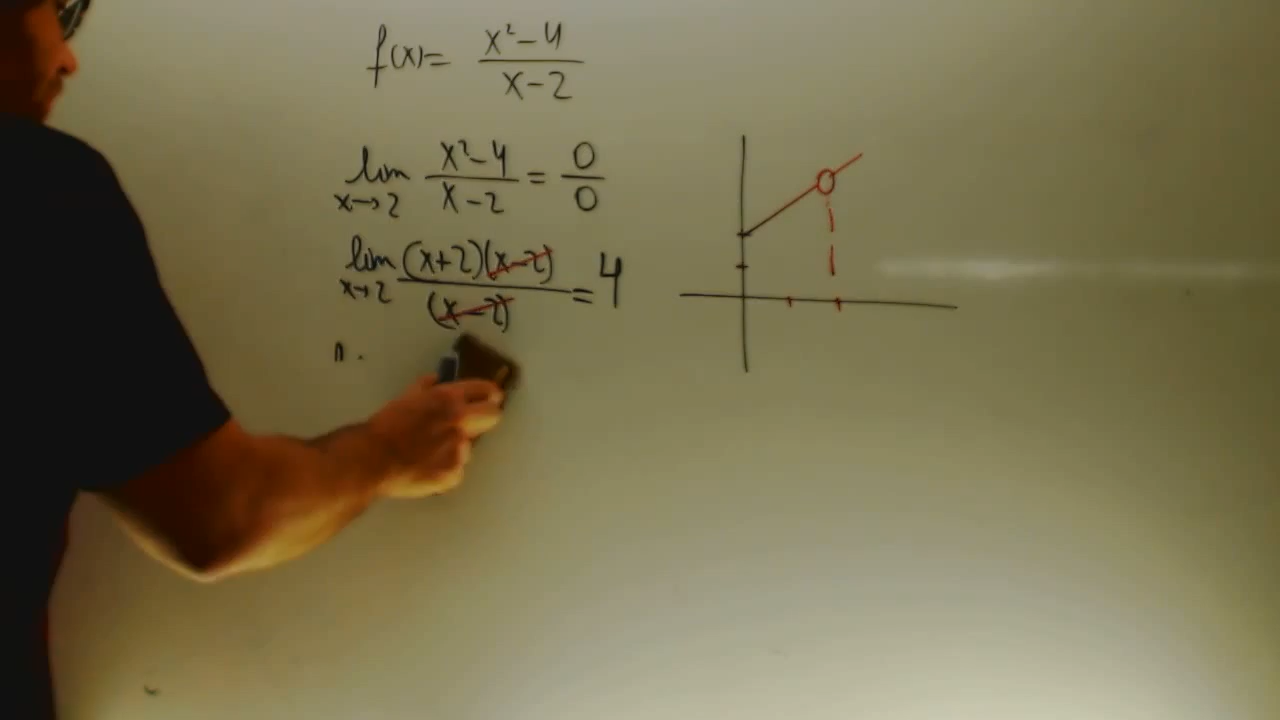 f(x) = x² - 4 / x - 2
lim x→2 x² - 4 / x - 2 = 0 / 0
lim x→2 (x+2)(x-2) / (x-2) = 4